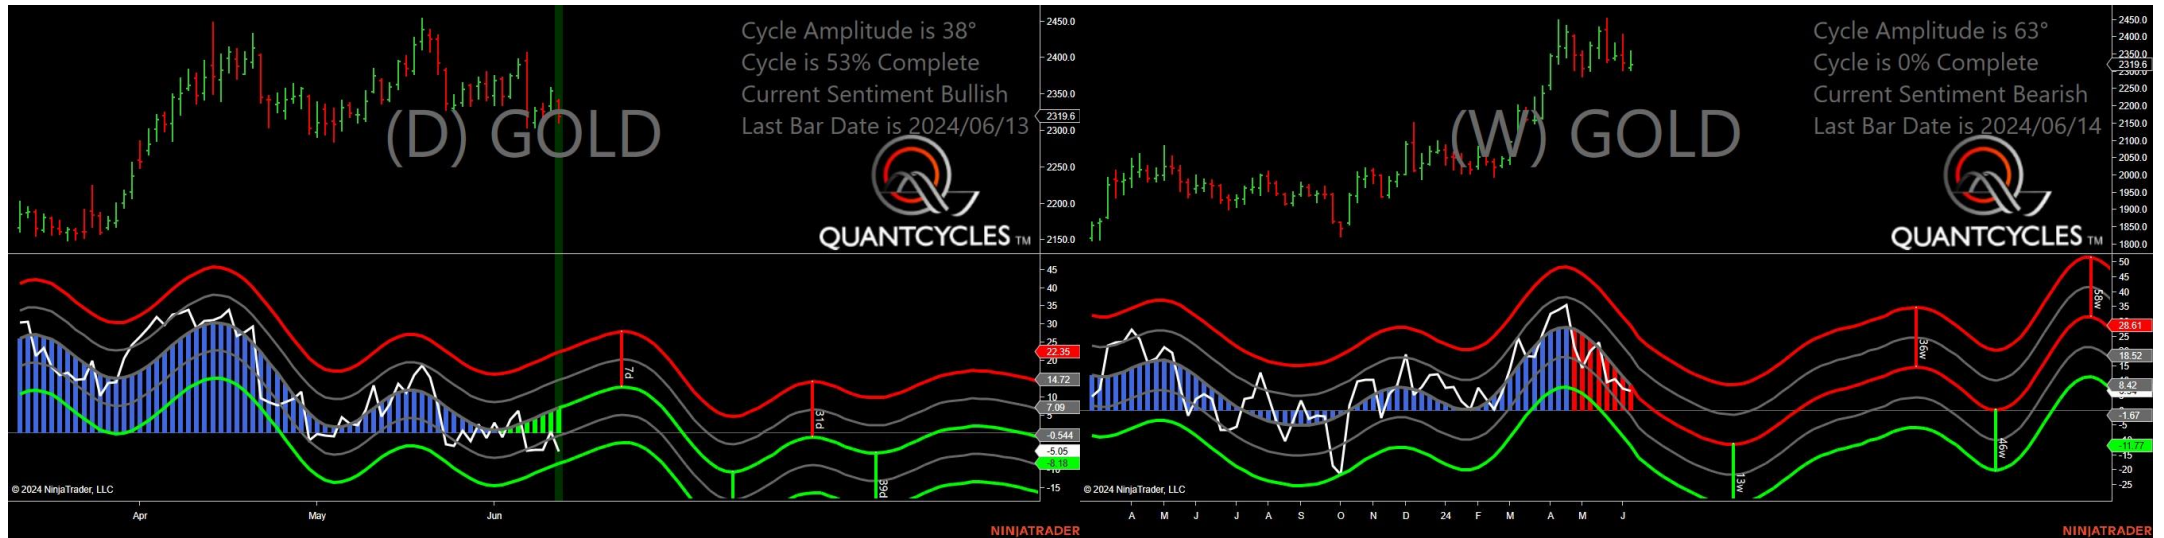 Cycle Amplitude is 38°
Cycle is 53% Complete
Current Sentiment Bullish
Last Bar Date is 2024/06/13
(D) GOLD
QUANTCYCLES TM
2450.0
2400.0
2350.0
2319.6
2300.0
2250.0
2200.0
2150.0
45
40
35
30
25
22.35
20
14.72
10
7.09
5
-0.544
-5.05
-8.18
-10
-15
7d
31d
39d
© 2024 NinjaTrader, LLC
Apr
May
Jun
NINJATRADER
Cycle Amplitude is 63°
Cycle is 0% Complete
Current Sentiment Bearish
Last Bar Date is 2024/06/14
(W) GOLD
QUANTCYCLES TM
2450.0
2400.0
2350.0
2319.6
2300.0
2250.0
2200.0
2150.0
2100.0
2050.0
2000.0
1950.0
1900.0
1850.0
1800.0
50
45
40
35
28.61
25
18.52
15
8.42
-1.67
-5
-11.77
-15
-20
-25
13w
36w
46w
58w
© 2024 NinjaTrader, LLC
A M J J A S O N D 24 F M A M J
NINJATRADER